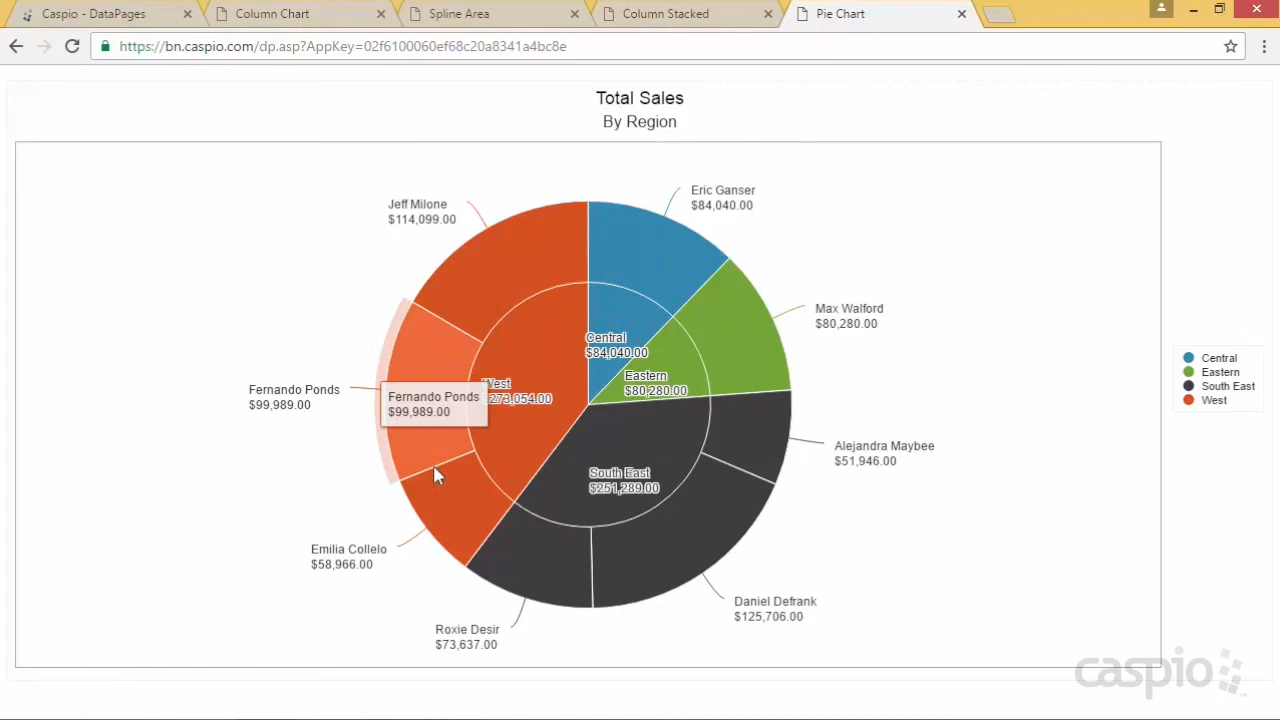 Caspio - DataPages
Column Chart
Spline Area
Column Stacked
Pie Chart
https://bn.caspio.com/dp.asp?AppKey=02f6100060ef68c20a8341a4bc8e
Total Sales
By Region
Jeff Milone
$114,099.00
Eric Ganser
$84,040.00
Max Walford
$80,280.00
Central
$84,040.00
Eastern
$80,280.00
West
$273,054.00
Fernando Ponds
$99,989.00
Fernando Ponds
$99,989.00
Central
Eastern
South East
West
Alejandra Maybee
$51,946.00
South East
$251,289.00
Emilia Collelo
$58,966.00
Daniel Defrank
$125,706.00
Roxie Desir
$73,637.00
caspio